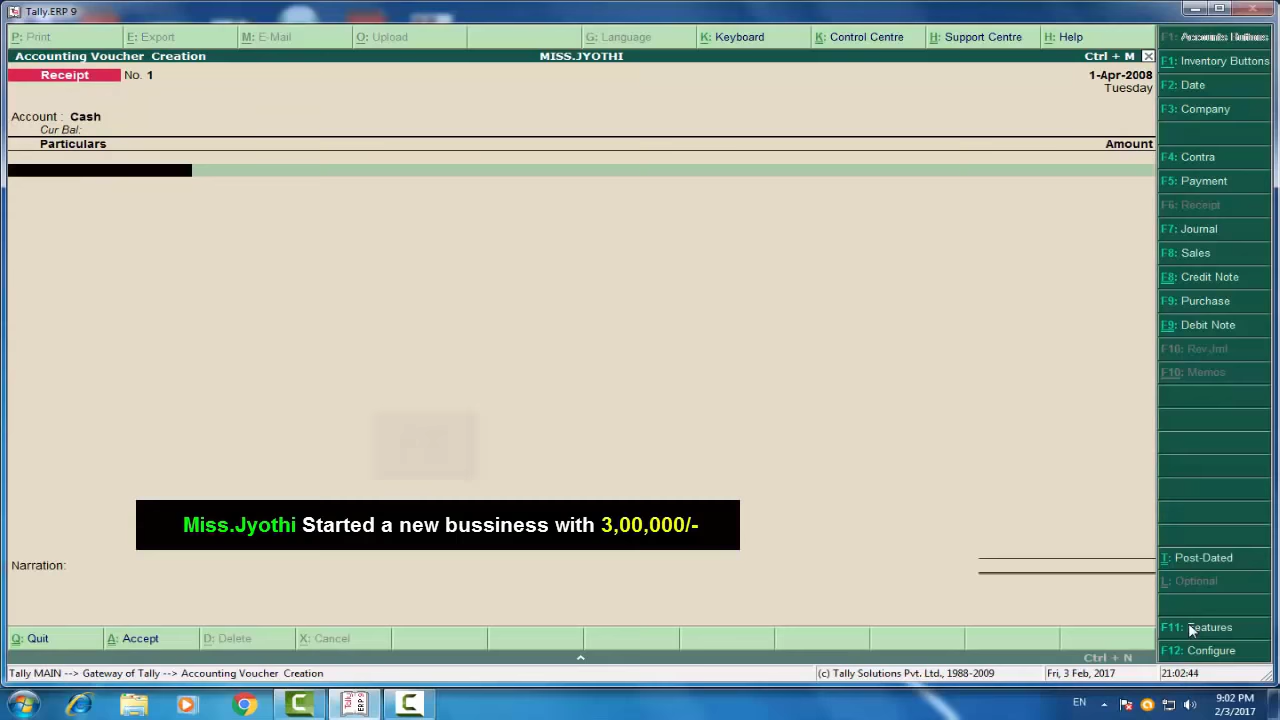 Tally.ERP 9
P: Print
E: Export
M: E-Mail
O: Upload
G: Language
K: Keyboard
K: Control Centre
H: Support Centre
H: Help
Accounting Voucher Creation
MISS.JYOTHI
Ctrl + M
Receipt No. 1
1-Apr-2008
Tuesday
Account : Cash
Cur Bal:
Particulars
Amount
F1: Inventory Buttons
F2: Date
F3: Company
F4: Contra
F5: Payment
F6: Receipt
F7: Journal
F8: Sales
F8: Credit Note
F9: Purchase
F9: Debit Note
F10: Rev Jrnl
F10: Memos
T: Post-Dated
L: Optional
F11: Features
F12: Configure
Miss.Jyothi Started a new bussiness with 3,00,000/-
Narration:
Q: Quit
A: Accept
D: Delete
X: Cancel
Ctrl + N
Tally MAIN --> Gateway of Tally --> Accounting Voucher Creation
(c) Tally Solutions Pvt. Ltd., 1988-2009
Fri, 3 Feb, 2017
21:02:44
EN
9:02 PM
2/3/2017